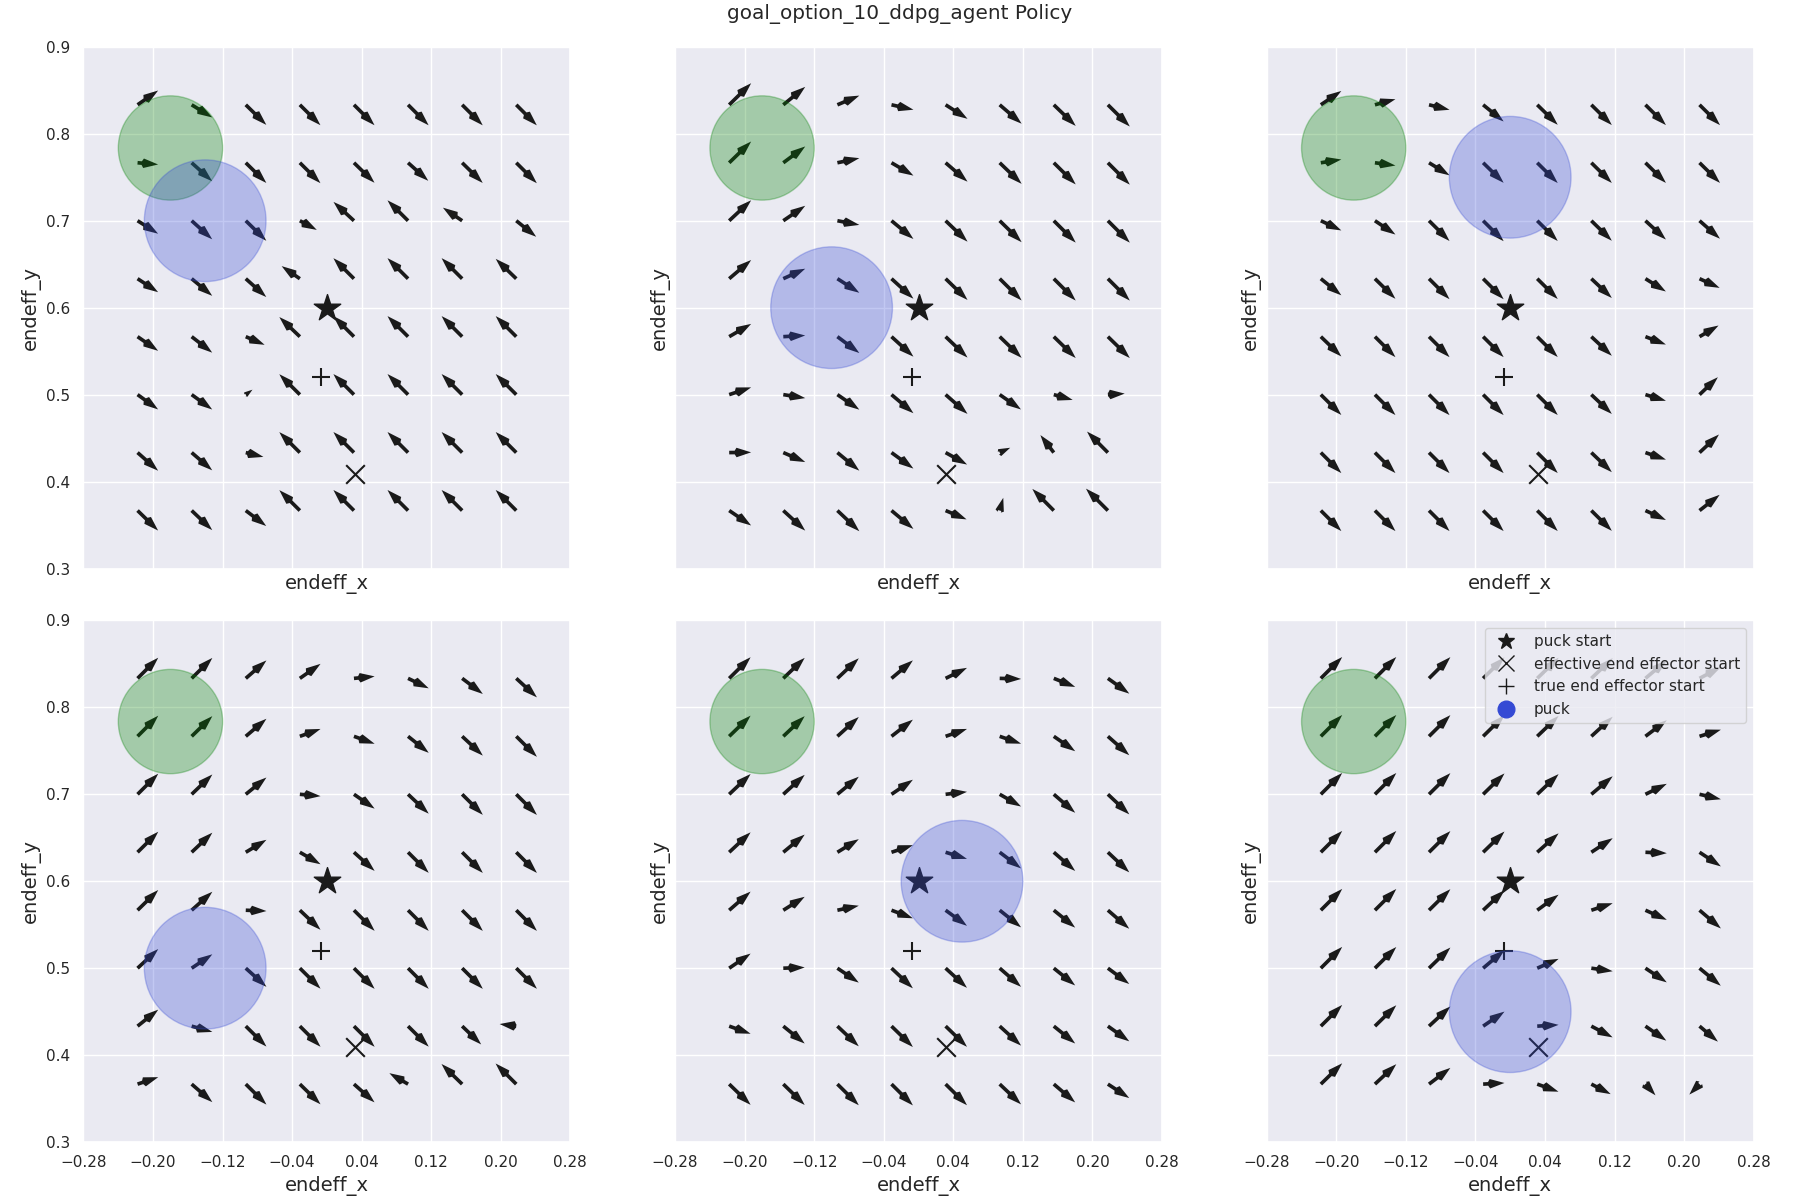 goal_option_10_ddpg_agent Policy
0.9
0.8
0.7
0.6
0.5
0.4
0.3
endeff_y
endeff_x
endeff_y
endeff_x
endeff_y
endeff_x
0.9
0.8
0.7
0.6
0.5
0.4
0.3
endeff_y
−0.28 −0.20 −0.12 −0.04 0.04 0.12 0.20 0.28
endeff_x
endeff_y
−0.28 −0.20 −0.12 −0.04 0.04 0.12 0.20 0.28
endeff_x
puck start
effective end effector start
true end effector start
puck
endeff_y
−0.28 −0.20 −0.12 −0.04 0.04 0.12 0.20 0.28
endeff_x